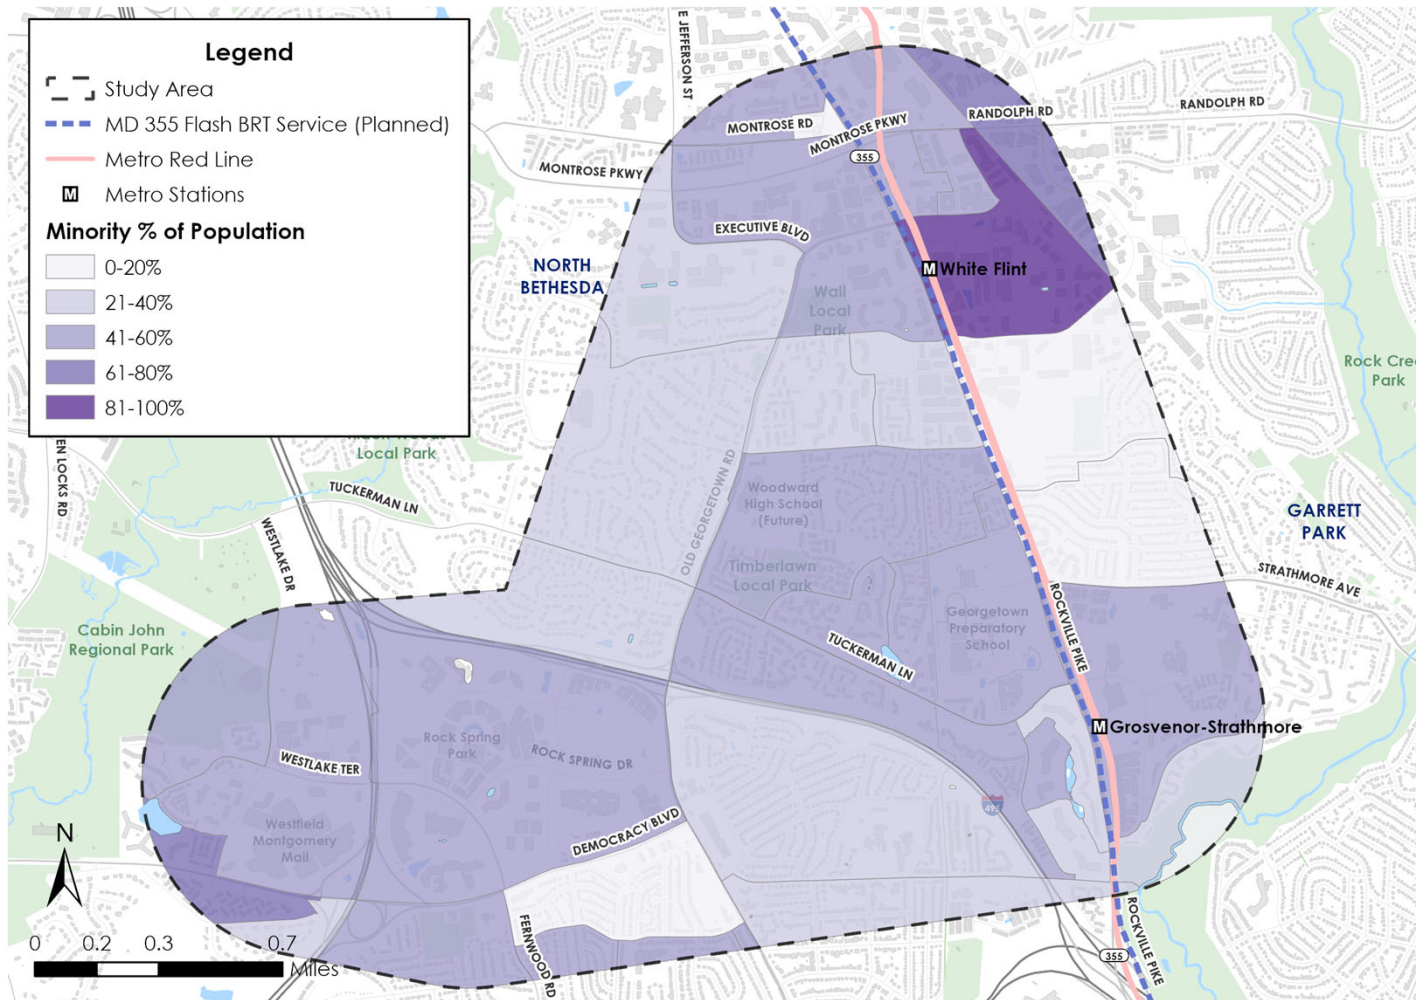 Legend
Study Area
MD 355 Flash BRT Service (Planned)
Metro Red Line
M Metro Stations
Minority % of Population
0-20%
21-40%
41-60%
61-80%
81-100%
E JEFFERSON ST
RANDOLPH RD
RANDOLPH RD
MONTROSE RD
MONTROSE PKWY
355
MONTROSE PKWY
EXECUTIVE BLVD
NORTH
BETHESDA
M White Flint
Wall
Local
Park
Rock Cre
Park
Local Park
EN LOCKS RD
TUCKERMAN LN
WESTLAKE DR
OLD GEORGETOWN RD
Woodward
High School
(Future)
GARRETT
PARK
Timberlawn
Local Park
STRATHMORE AVE
Georgetown
Preparatory
School
ROCKVILLE PIKE
Cabin John
Regional Park
TUCKERMAN LN
M Grosvenor-Strathmore
Rock Spring
Park
ROCK SPRING DR
WESTLAKE TER
495
Westfield
Montgomery
Mall
DEMOCRACY BLVD
N
FERNWOOD RD
ROCKVILLE PIKE
355
0 0.2 0.3 0.7
Miles